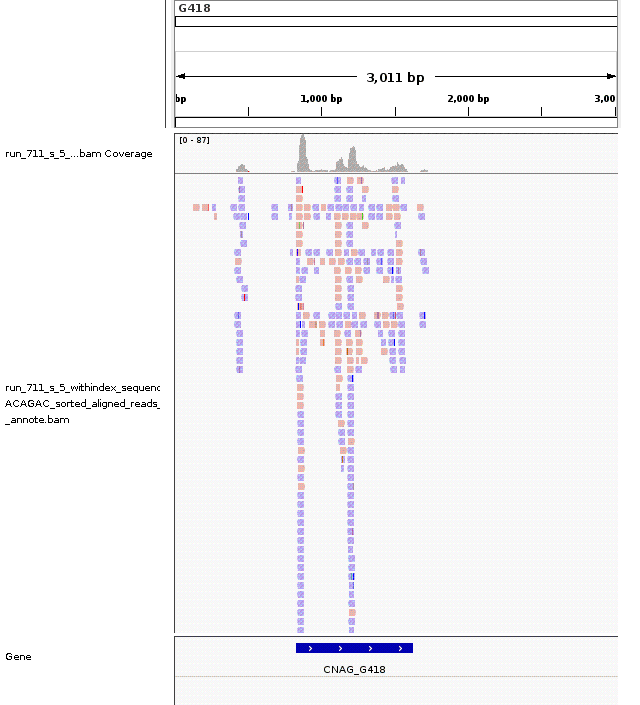 G418
3,011 bp
bp 1,000 bp 2,000 bp 3,00
[0 - 87]
run_711_s_5_...bam Coverage
run_711_s_5_withindex_sequenc
ACAGAC_sorted_aligned_reads_
_annote.bam
Gene
CNAG_G418